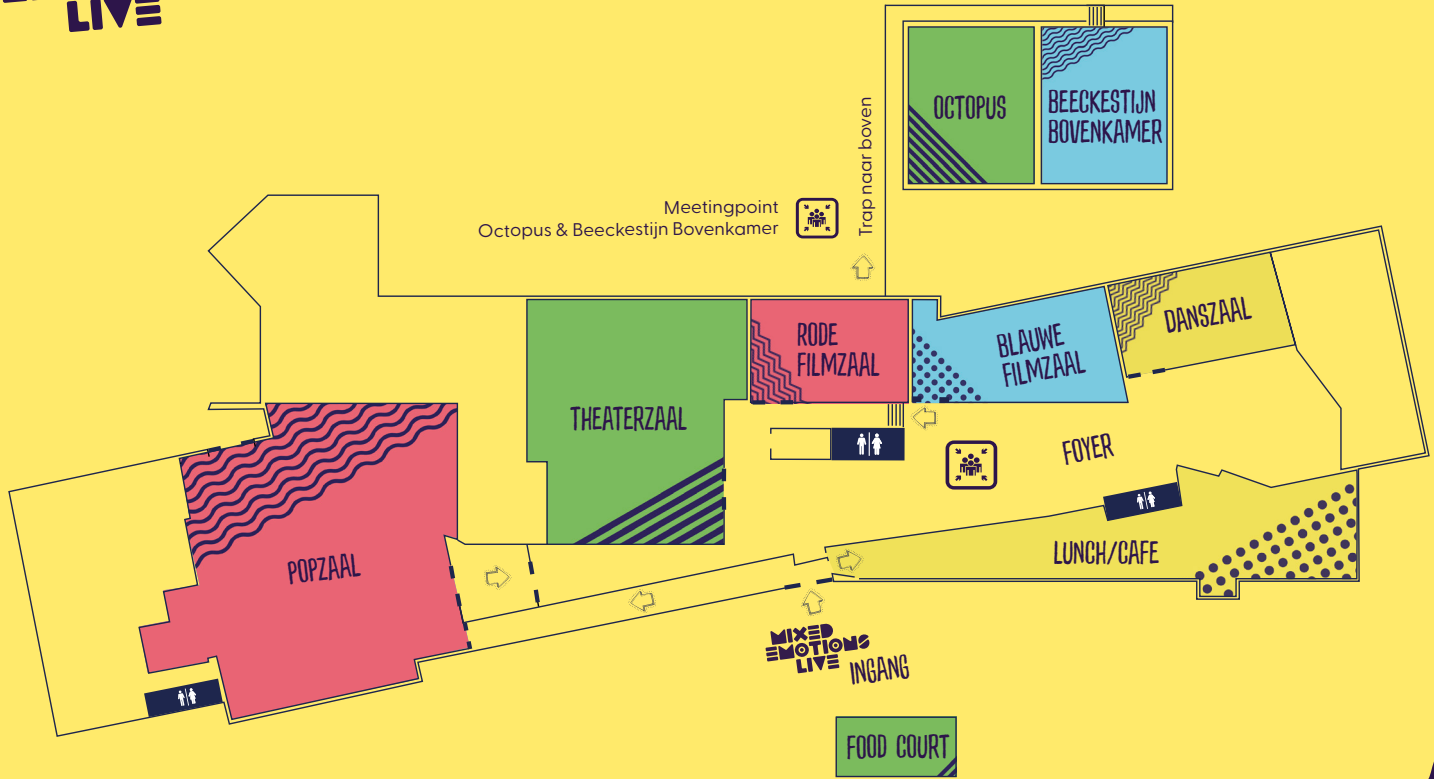 LIVE
OCTOPUS
BEECKESTIJN
BOVENKAMER
Trap naar boven
Meetingpoint
Octopus & Beeckestijn Bovenkamer
DANSZAAL
RODE
FILMZAAL
BLAUWE
FILMZAAL
THEATERZAAL
FOYER
POPZAAL
LUNCH/CAFE
MIXED
EMOTIONS
LIVE
INGANG
FOOD COURT